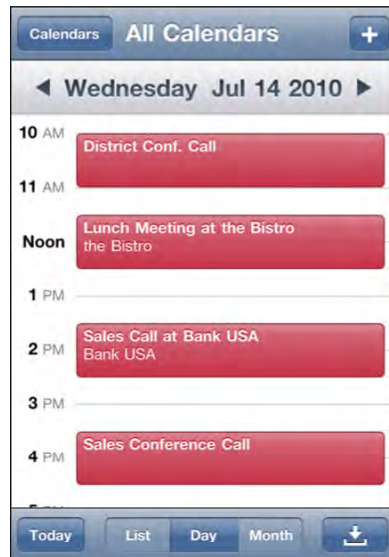 Calendars All Calendars +
Wednesday Jul 14 2010
10 AM
District Conf. Call
11 AM
Lunch Meeting at the Bistro
Noon the Bistro
1 PM
Sales Call at Bank USA
2 PM Bank USA
3 PM
Sales Conference Call
4 PM
Today List Day Month